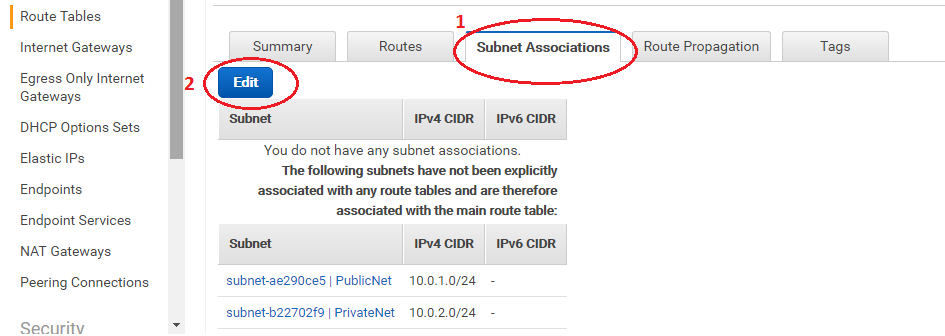 Route Tables
Internet Gateways
Egress Only Internet
Gateways
DHCP Options Sets
Elastic IPs
Endpoints
Endpoint Services
NAT Gateways
Peering Connections
Security
1
Summary Routes Subnet Associations Route Propagation Tags
2 Edit
Subnet IPv4 CIDR IPv6 CIDR
You do not have any subnet associations.
The following subnets have not been explicitly
associated with any route tables and are therefore
associated with the main route table:
Subnet IPv4 CIDR IPv6 CIDR
subnet-ae290ce5 | PublicNet 10.0.1.0/24 -
subnet-b22702f9 | PrivateNet 10.0.2.0/24 -